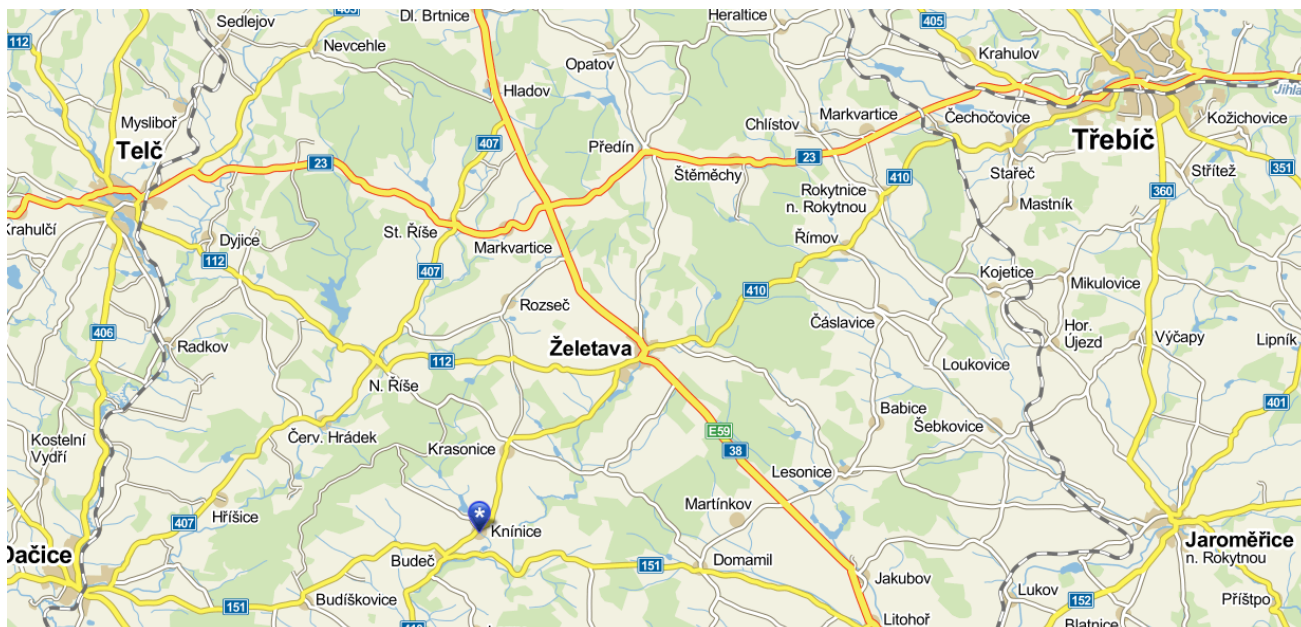 Sedlejov
405
Dl. Brtnice
Heraltice
405
112
Nevcehle
Opatov
Krahulov
Hladov
Jihla
Mysliboř
Chlístov
Markvartice
Čechočovice
Kožichovice
Telč
407
Předín
Třebíč
23
23
Štěměchy
410
Stařeč
Střítež
351
Rokytnice
n. Rokytnou
360
Mastník
Krahulčí
Dyjice
St. Říše
Markvartice
Římov
112
407
Kojetice
Mikulovice
Rozseč
410
406
Čáslavice
Hor.
Újezd
Výčapy
Lipník
Radkov
Želetava
112
Loukovice
N. Říše
401
Babice
Šebkovice
Kostelní
Vydří
Červ. Hrádek
Krasonice
E59
38
Lesonice
Martínkov
Hříšice
407
*
Knínice
Dačice
Budeč
Jaroměřice
n. Rokytnou
151
Domamil
Jakubov
Lukov
152
Příštpo
151
Budíškovice
Litohoř
Blatnice